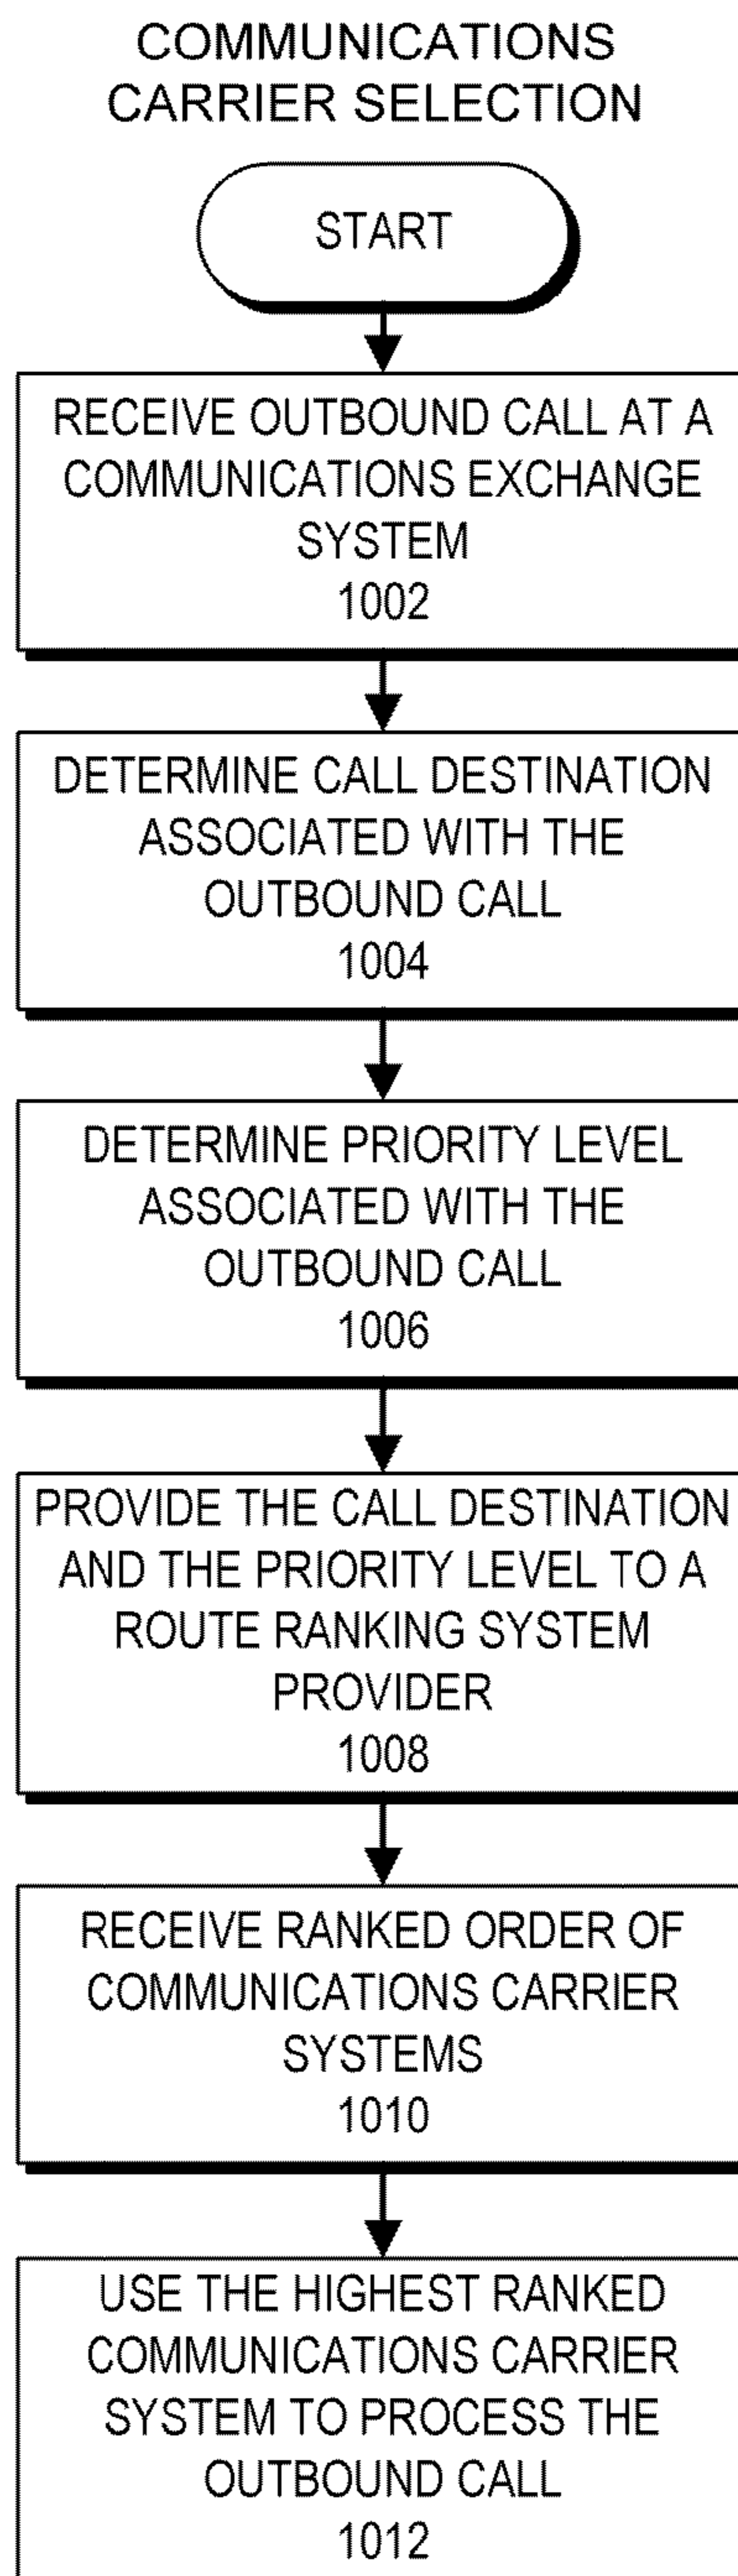 COMMUNICATIONS
CARRIER SELECTION
START
RECEIVE OUTBOUND CALL AT A
COMMUNICATIONS EXCHANGE
SYSTEM
1002
DETERMINE CALL DESTINATION
ASSOCIATED WITH THE
OUTBOUND CALL
1004
DETERMINE PRIORITY LEVEL
ASSOCIATED WITH THE
OUTBOUND CALL
1006
PROVIDE THE CALL DESTINATION
AND THE PRIORITY LEVEL TO A
ROUTE RANKING SYSTEM
PROVIDER
1008
RECEIVE RANKED ORDER OF
COMMUNICATIONS CARRIER
SYSTEMS
1010
USE THE HIGHEST RANKED
COMMUNICATIONS CARRIER
SYSTEM TO PROCESS THE
OUTBOUND CALL
1012